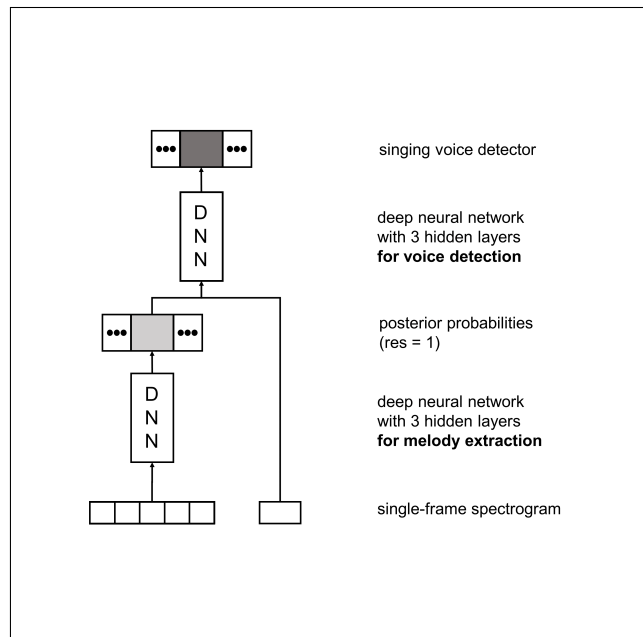 singing voice detector
D
N
N
deep neural network
with 3 hidden layers
for voice detection
posterior probabilities
(res = 1)
D
N
N
deep neural network
with 3 hidden layers
for melody extraction
single-frame spectrogram